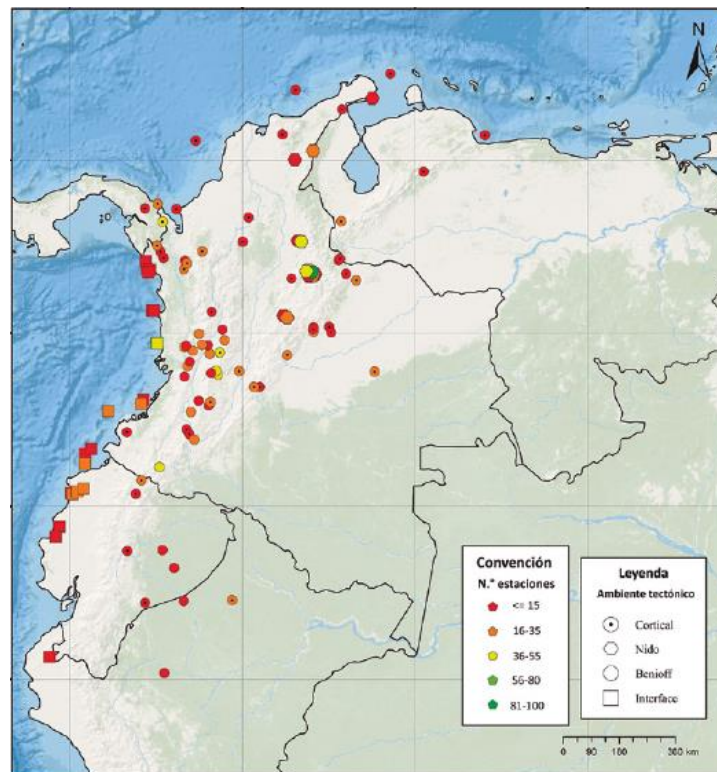 N
Convención
N.° estaciones
<= 15
16-35
36-55
56-80
81-100
Leyenda
Ambiente tectónico
Cortical
Nido
Benioff
Interface
0 90 180 360 km